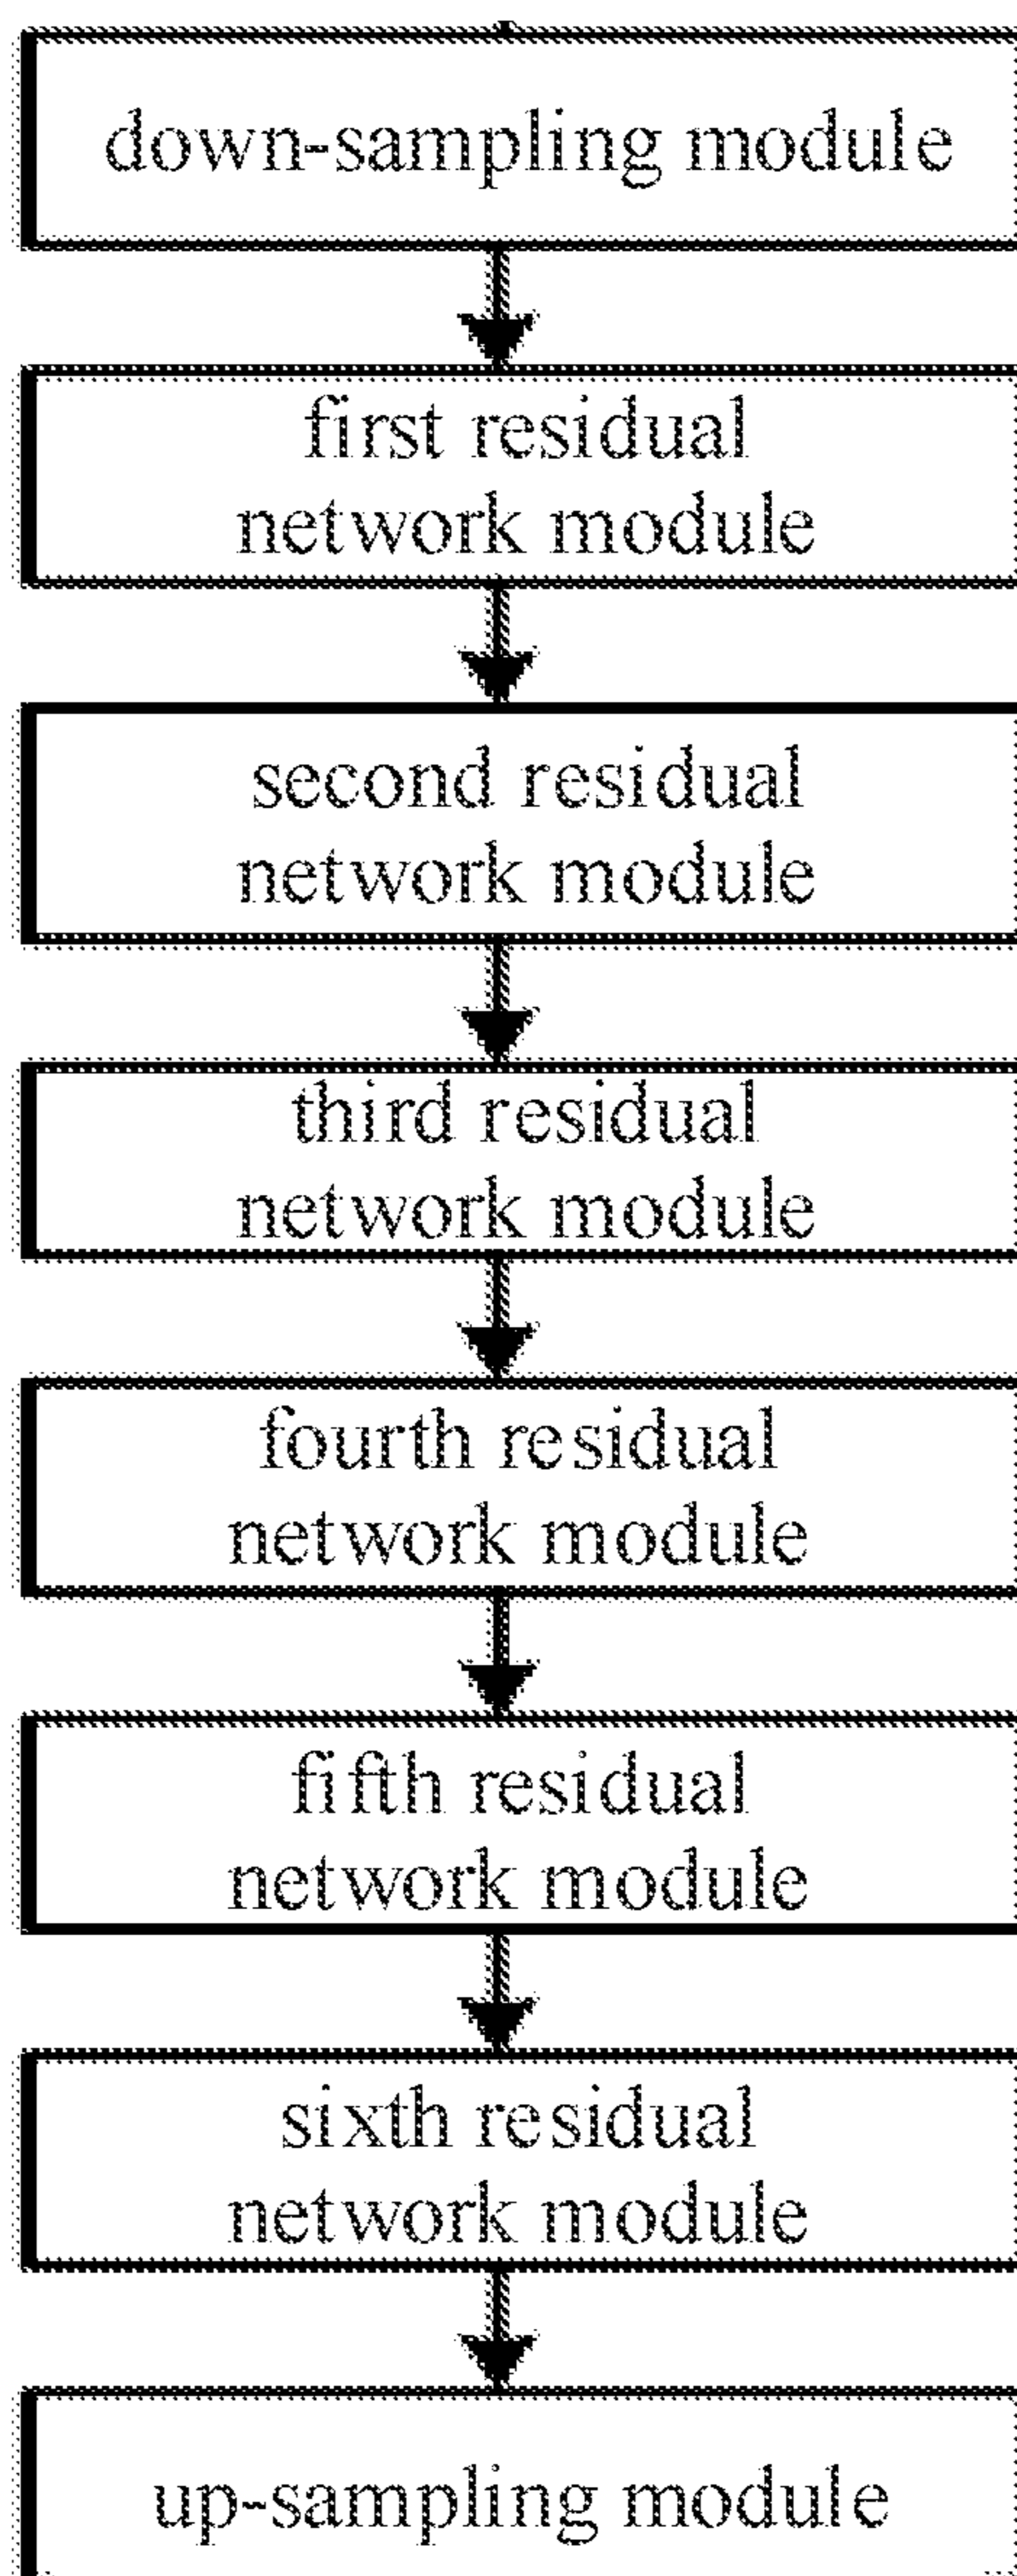 down-sampling module
first residual
network module
second residual
network module
third residual
network module
fourth residual
network module
fifth residual
network module
sixth residual
network module
up-sampling module